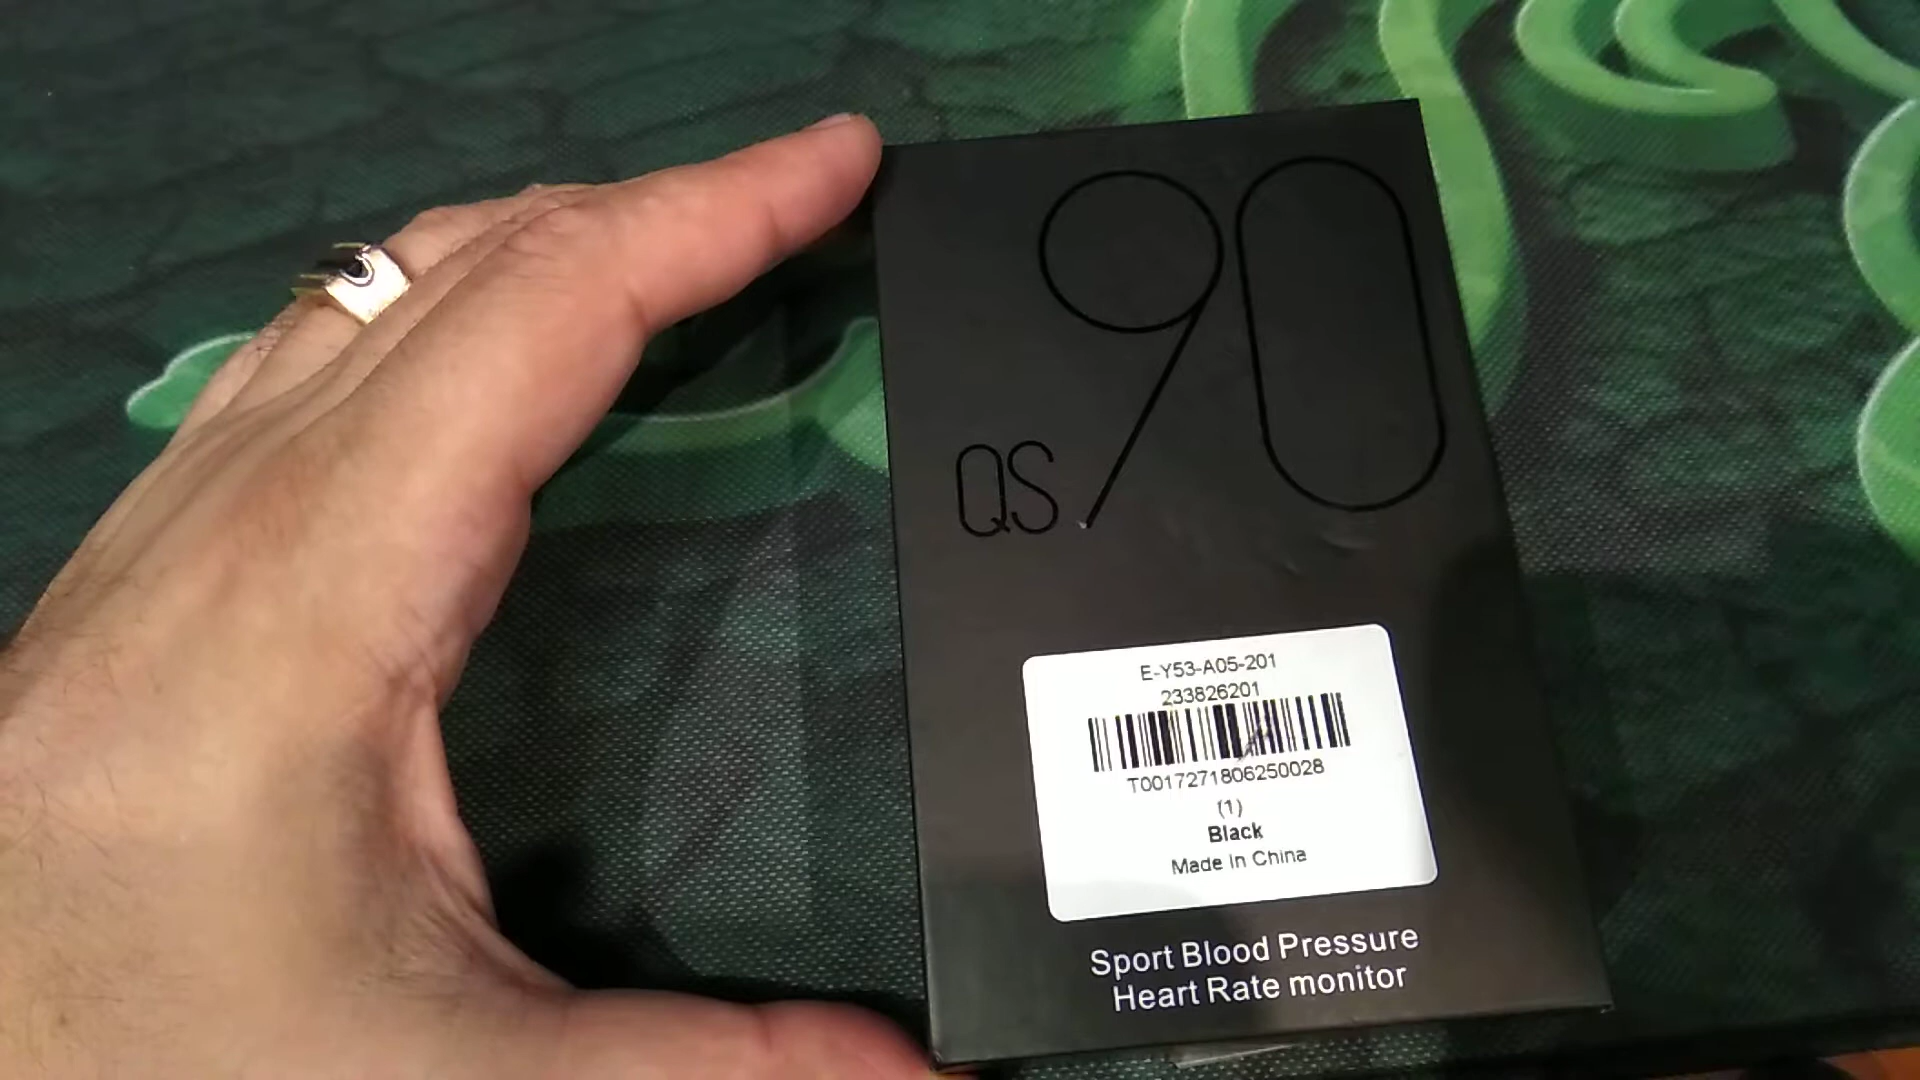 QS 90
E-Y53-A05-201
233826201
T0017271806250028
(1)
Black
Made in China
Sport Blood Pressure
Heart Rate monitor